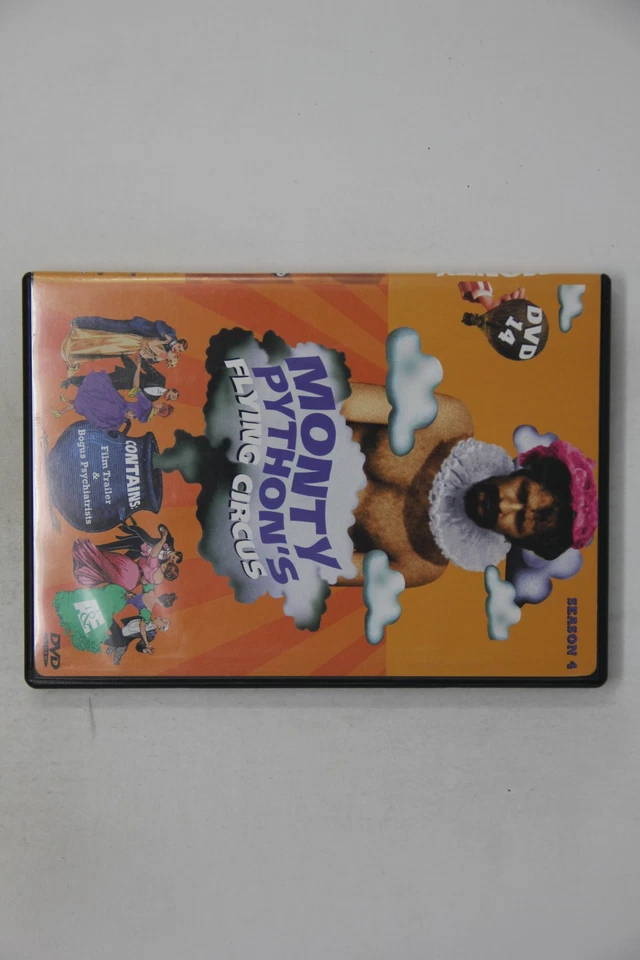 DVD
14
SEASON 4
MONTY
PYTHON'S
FLYING CIRCUS
CONTAINS
Film Trailer
&
Bogus Psychiatrists
A&E
DVD